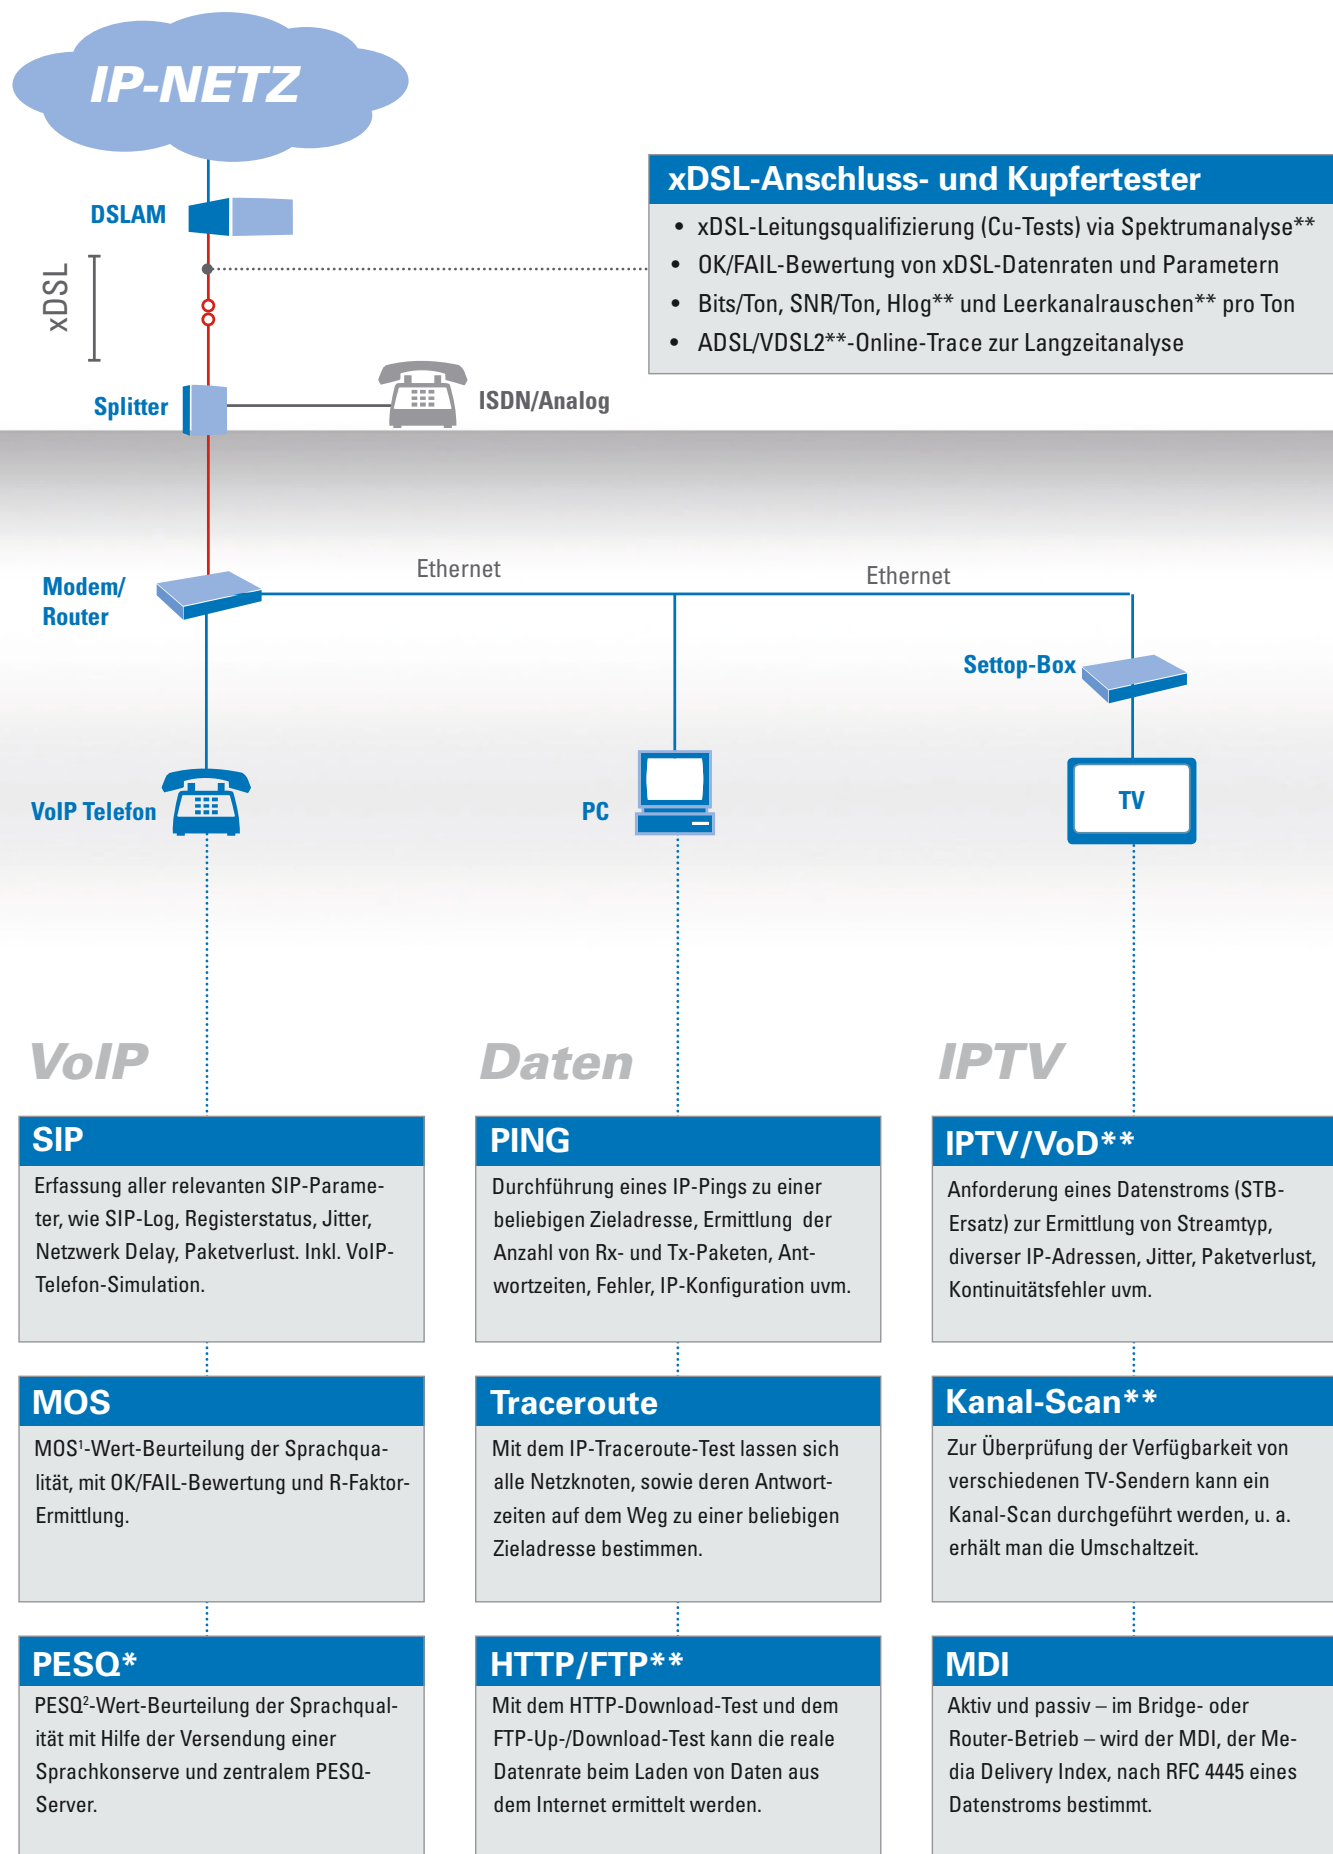 IP-NETZ
xDSL-Anschluss- und Kupfertester
• xDSL-Leitungsqualifizierung (Cu-Tests) via Spektrumanalyse**
• OK/FAIL-Bewertung von xDSL-Datenraten und Parametern
• Bits/Ton, SNR/Ton, Hlog** und Leerkanalrauschen** pro Ton
• ADSL/VDSL2**-Online-Trace zur Langzeitanalyse
DSLAM
xDSL
Splitter
ISDN/Analog
Modem/
Router
Ethernet
Ethernet
Settop-Box
VoIP Telefon
PC
TV
VoIP
SIP
Erfassung aller relevanten SIP-Parame-
ter, wie SIP-Log, Registerstatus, Jitter,
Netzwerk Delay, Paketverlust. Inkl. VoIP-
Telefon-Simulation.
MOS
MOS¹-Wert-Beurteilung der Sprachqua-
lität, mit OK/FAIL-Bewertung und R-Faktor-
Ermittlung.
PESQ*
PESQ²-Wert-Beurteilung der Sprachqual-
ität mit Hilfe der Versendung einer
Sprachkonserve und zentralem PESQ-
Server.
Daten
PING
Durchführung eines IP-Pings zu einer
beliebigen Zieladresse, Ermittlung der
Anzahl von Rx- und Tx-Paketen, Ant-
wortzeiten, Fehler, IP-Konfiguration uvm.
Traceroute
Mit dem IP-Traceroute-Test lassen sich
alle Netzknoten, sowie deren Antwort-
zeiten auf dem Weg zu einer beliebigen
Zieladresse bestimmen.
HTTP/FTP**
Mit dem HTTP-Download-Test und dem
FTP-Up-/Download-Test kann die reale
Datenrate beim Laden von Daten aus
dem Internet ermittelt werden.
IPTV
IPTV/VoD**
Anforderung eines Datenstroms (STB-
Ersatz) zur Ermittlung von Streamtyp,
diverser IP-Adressen, Jitter, Paketverlust,
Kontinuitätsfehler uvm.
Kanal-Scan**
Zur Überprüfung der Verfügbarkeit von
verschiedenen TV-Sendern kann ein
Kanal-Scan durchgeführt werden, u. a.
erhält man die Umschaltzeit.
MDI
Aktiv und passiv – im Bridge- oder
Router-Betrieb – wird der MDI, der Me-
dia Delivery Index, nach RFC 4445 eines
Datenstroms bestimmt.